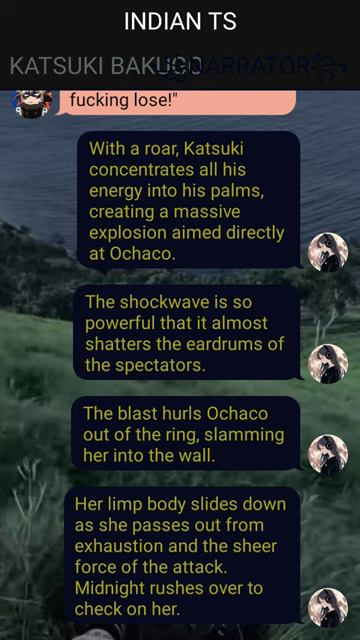 INDIAN TS
KATSUKI BAKUGO
NARRATOR
fucking lose!"
With a roar, Katsuki
concentrates all his
energy into his palms,
creating a massive
explosion aimed directly
at Ochaco.
The shockwave is so
powerful that it almost
shatters the eardrums of
the spectators.
The blast hurls Ochaco
out of the ring, slamming
her into the wall.
Her limp body slides down
as she passes out from
exhaustion and the sheer
force of the attack.
Midnight rushes over to
check on her.